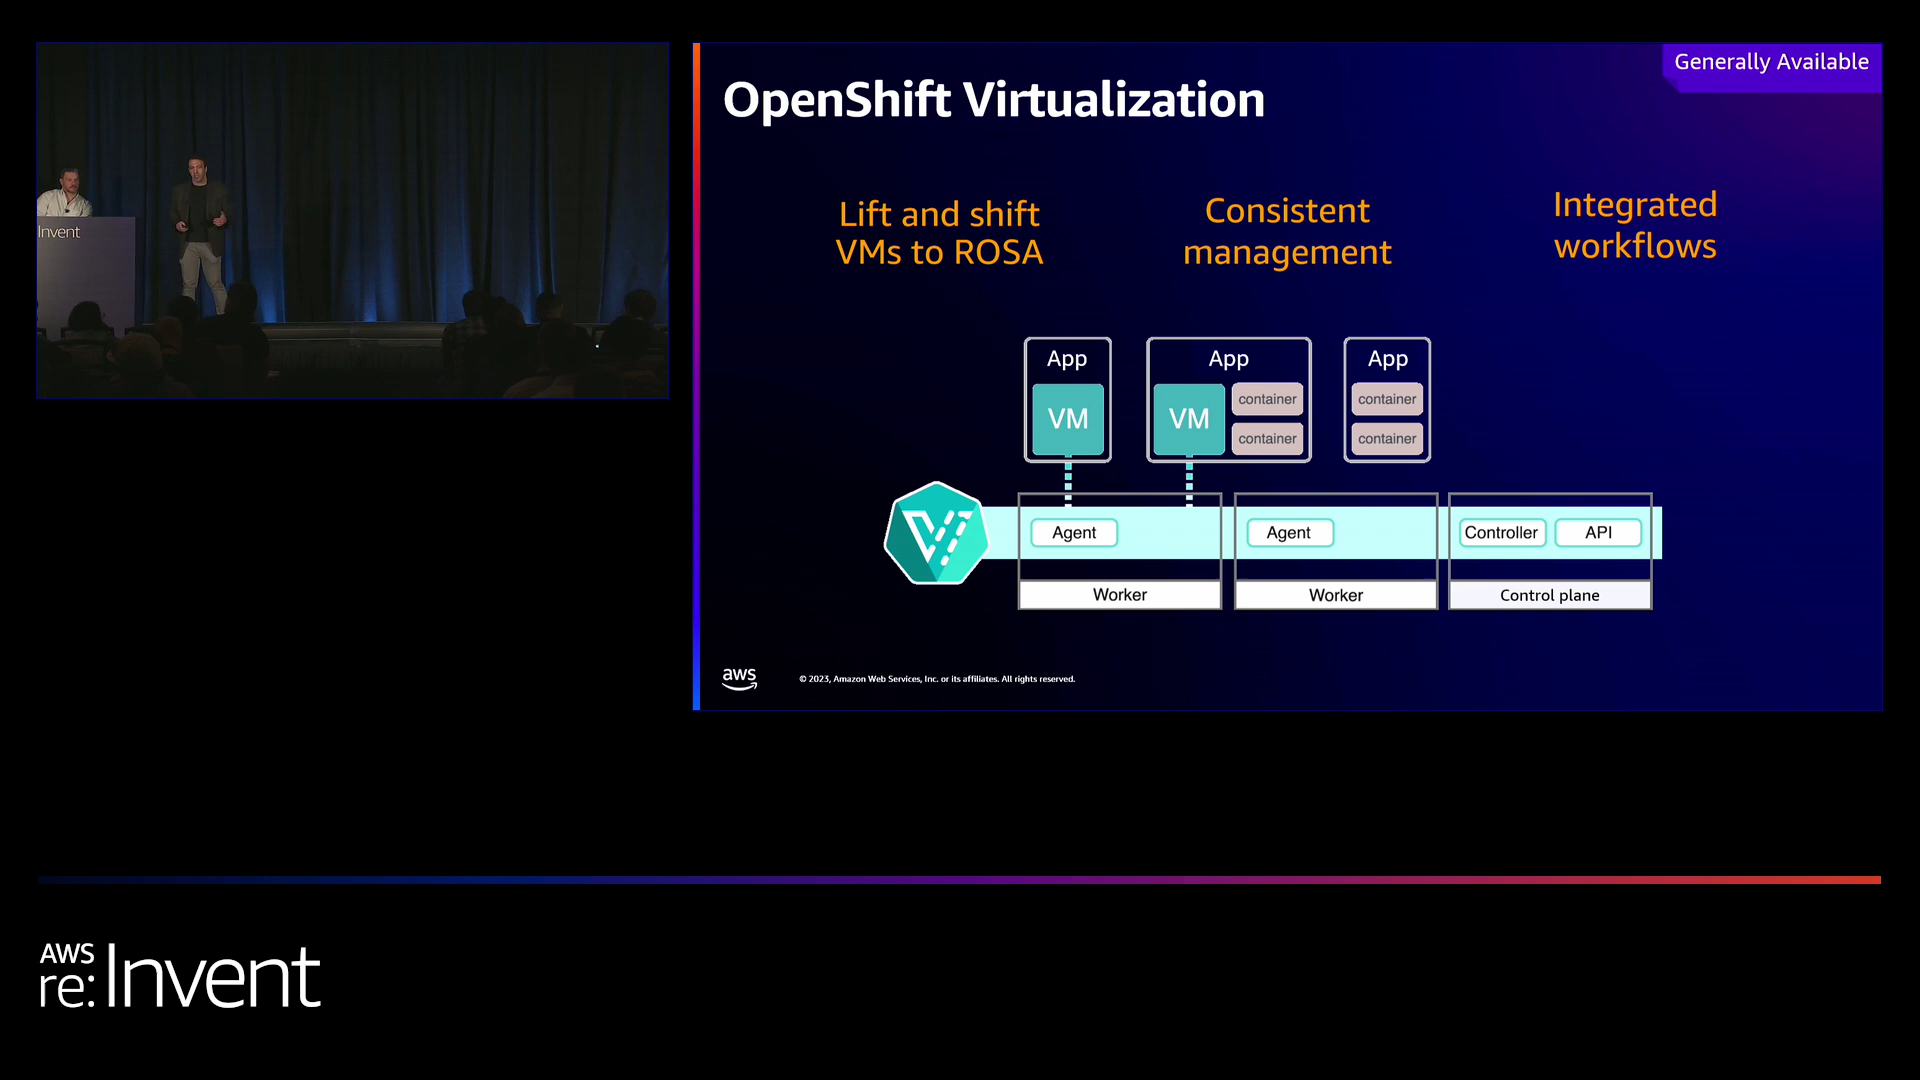 Invent
Generally Available
OpenShift Virtualization
Lift and shift
VMs to ROSA
Consistent
management
Integrated
workflows
App
VM
App
VM
container
container
App
container
container
Agent
Worker
Agent
Worker
Controller
API
Control plane
aws
© 2023, Amazon Web Services, Inc. or its affiliates. All rights reserved.
AWS
re:Invent